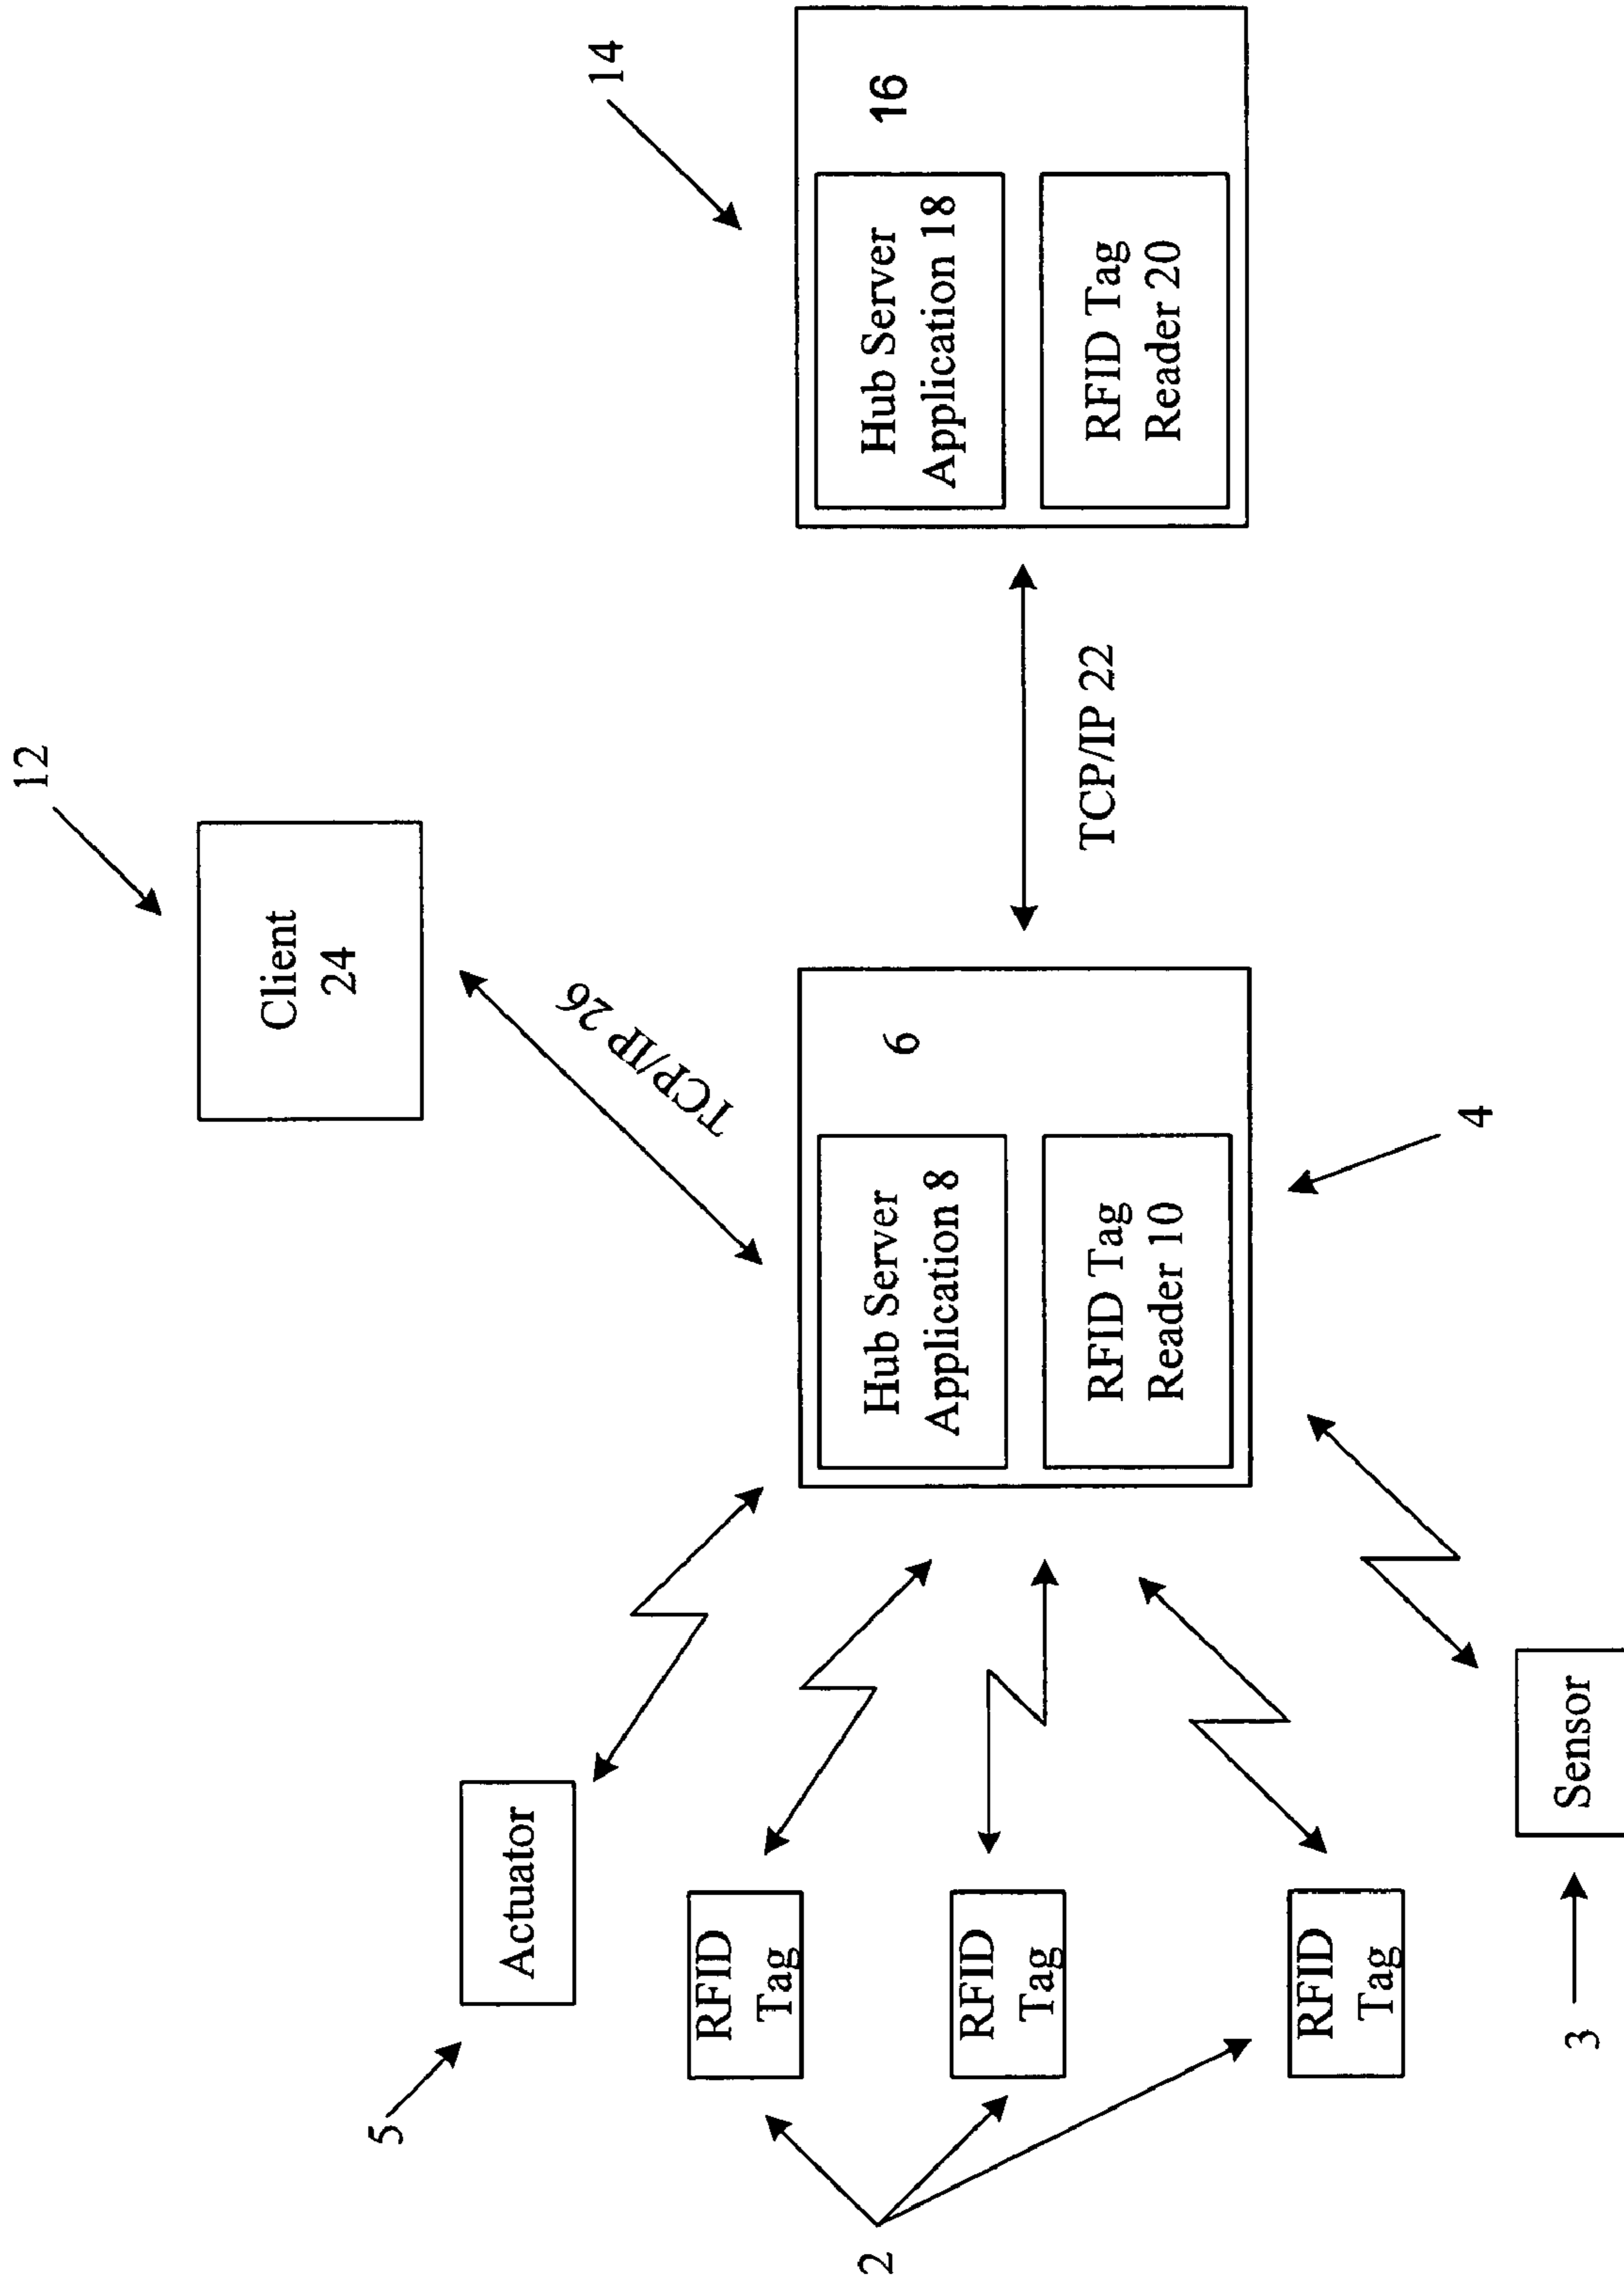 12
Client
24
14
TCP/IP 26
5
Actuator
Hub Server
Application 8
6
Hub Server
Application 18
16
RFID
Tag
2
RFID
Tag
RFID Tag
Reader 10
TCP/IP 22
RFID Tag
Reader 20
RFID
Tag
4
3
Sensor